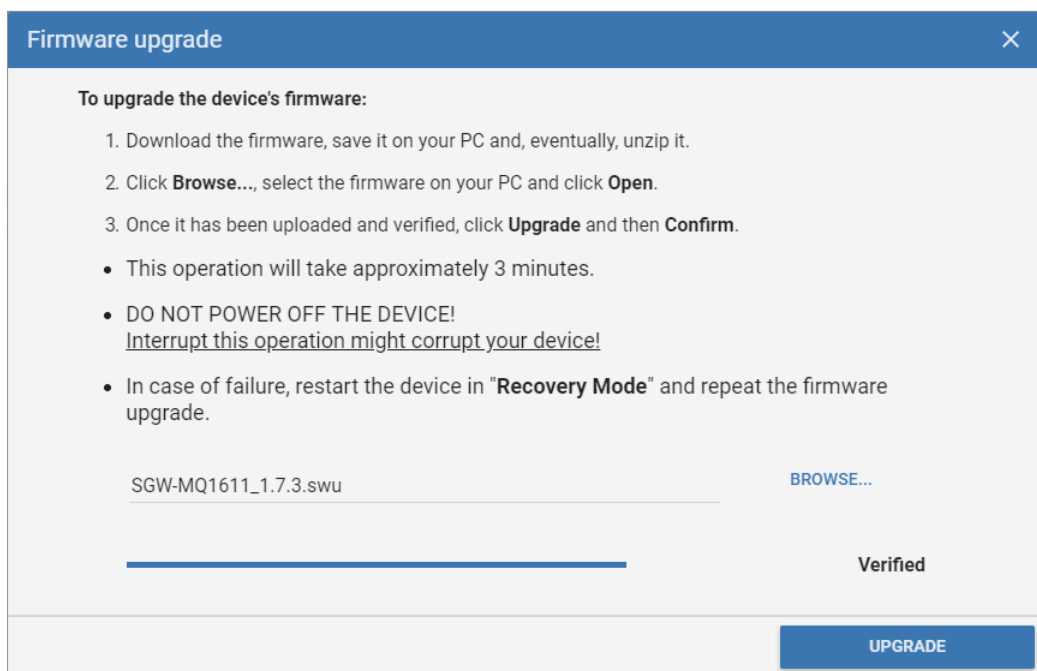 Firmware upgrade
To upgrade the device's firmware:
1. Download the firmware, save it on your PC and, eventually, unzip it.
2. Click Browse..., select the firmware on your PC and click Open.
3. Once it has been uploaded and verified, click Upgrade and then Confirm.
• This operation will take approximately 3 minutes.
• DO NOT POWER OFF THE DEVICE!
Interrupt this operation might corrupt your device!
• In case of failure, restart the device in "Recovery Mode" and repeat the firmware
upgrade.
SGW-MQ1611_1.7.3.swu
BROWSE...
Verified
UPGRADE